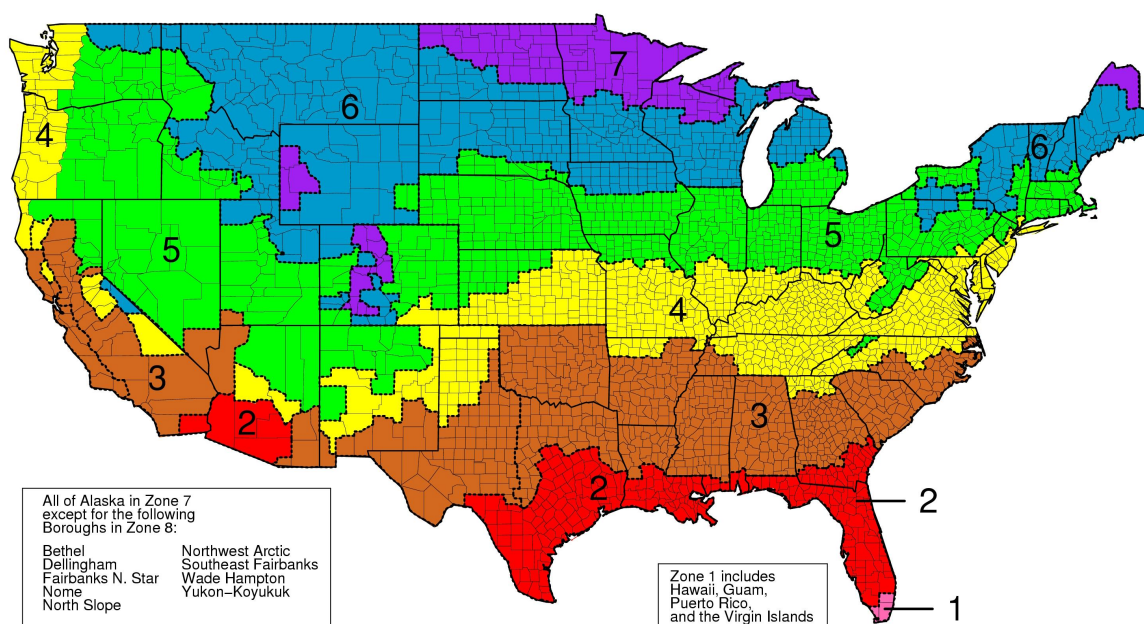 7
6
4
6
5
5
4
3
3
2
2
2
1
All of Alaska in Zone 7
except for the following
Boroughs in Zone 8:
Bethel
Dellingham
Fairbanks N. Star
Nome
North Slope
Northwest Arctic
Southeast Fairbanks
Wade Hampton
Yukon-Koyukuk
Zone 1 includes
Hawaii, Guam,
Puerto Rico,
and the Virgin Islands